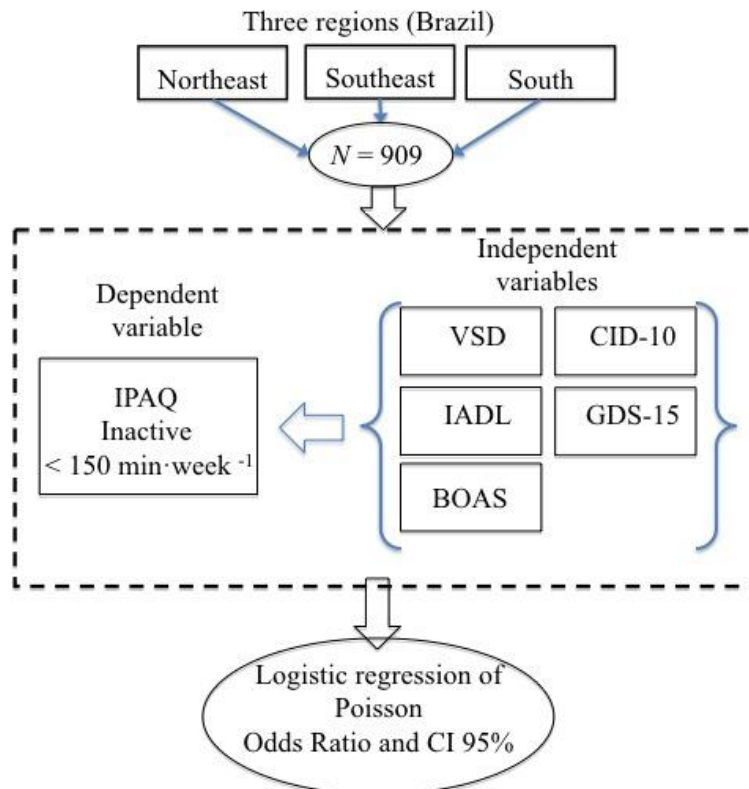 Three regions (Brazil)
Northeast
Southeast
South
N = 909
Dependent
variable
IPAQ
Inactive
< 150 min·week -1
Independent
variables
VSD
CID-10
IADL
GDS-15
BOAS
Logistic regression of
Poisson
Odds Ratio and CI 95%